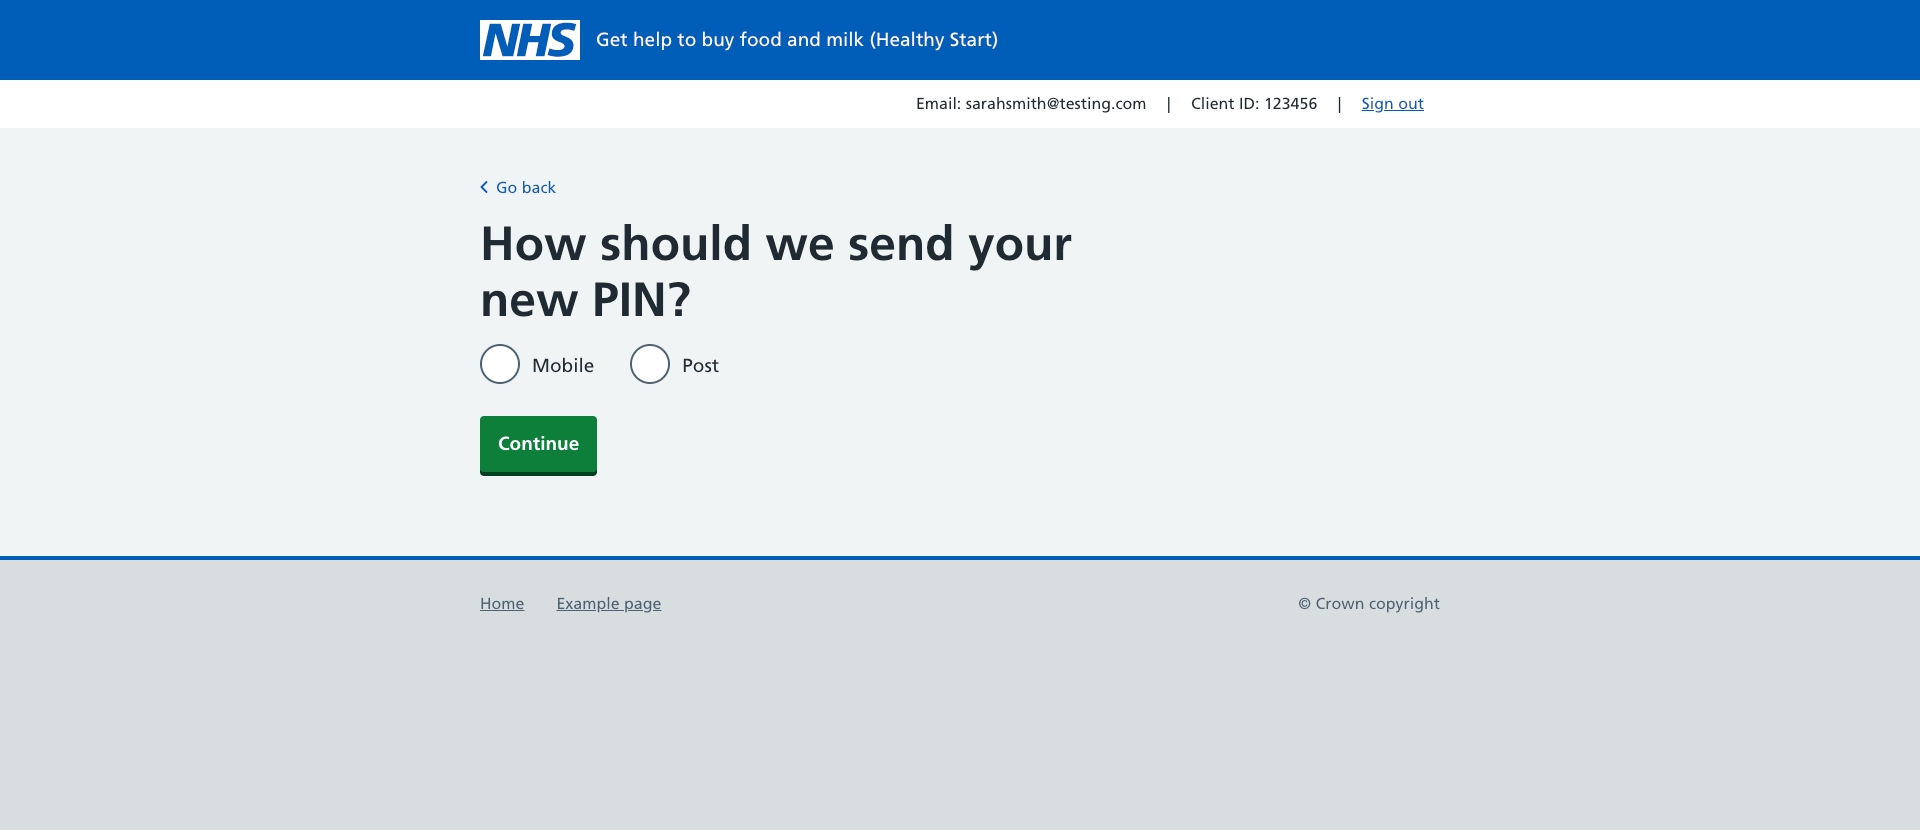 NHS Get help to buy food and milk (Healthy Start)
Email: sarahsmith@testing.com | Client ID: 123456 | Sign out
Go back
How should we send your
new PIN?
Mobile Post
Continue
Home Example page © Crown copyright